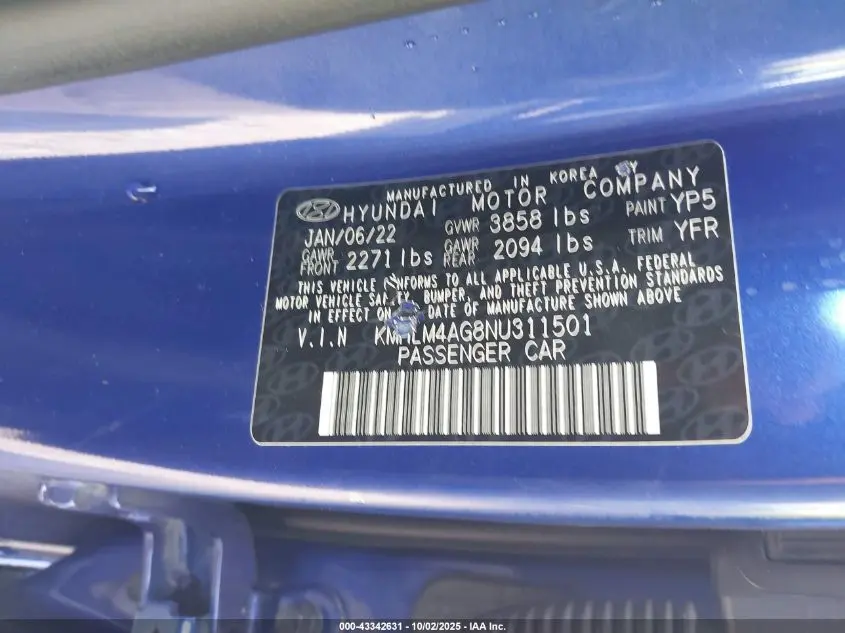 MANUFACTURED IN KOREA BY
HYUNDAI MOTOR COMPANY
JAN/06/22 GVWR 3858 lbs PAINT YP5
GAWR FRONT 2271 lbs GAWR REAR 2094 lbs TRIM YFR
THIS VEHICLE CONFORMS TO ALL APPLICABLE U.S.A. FEDERAL
MOTOR VEHICLE SAFETY, BUMPER, AND THEFT PREVENTION STANDARDS
IN EFFECT ON DATE OF MANUFACTURE SHOWN ABOVE
V.I.N KMHLM4AG8NU311501
PASSENGER CAR
000-43342631 - 10/02/2025 - IAA Inc.